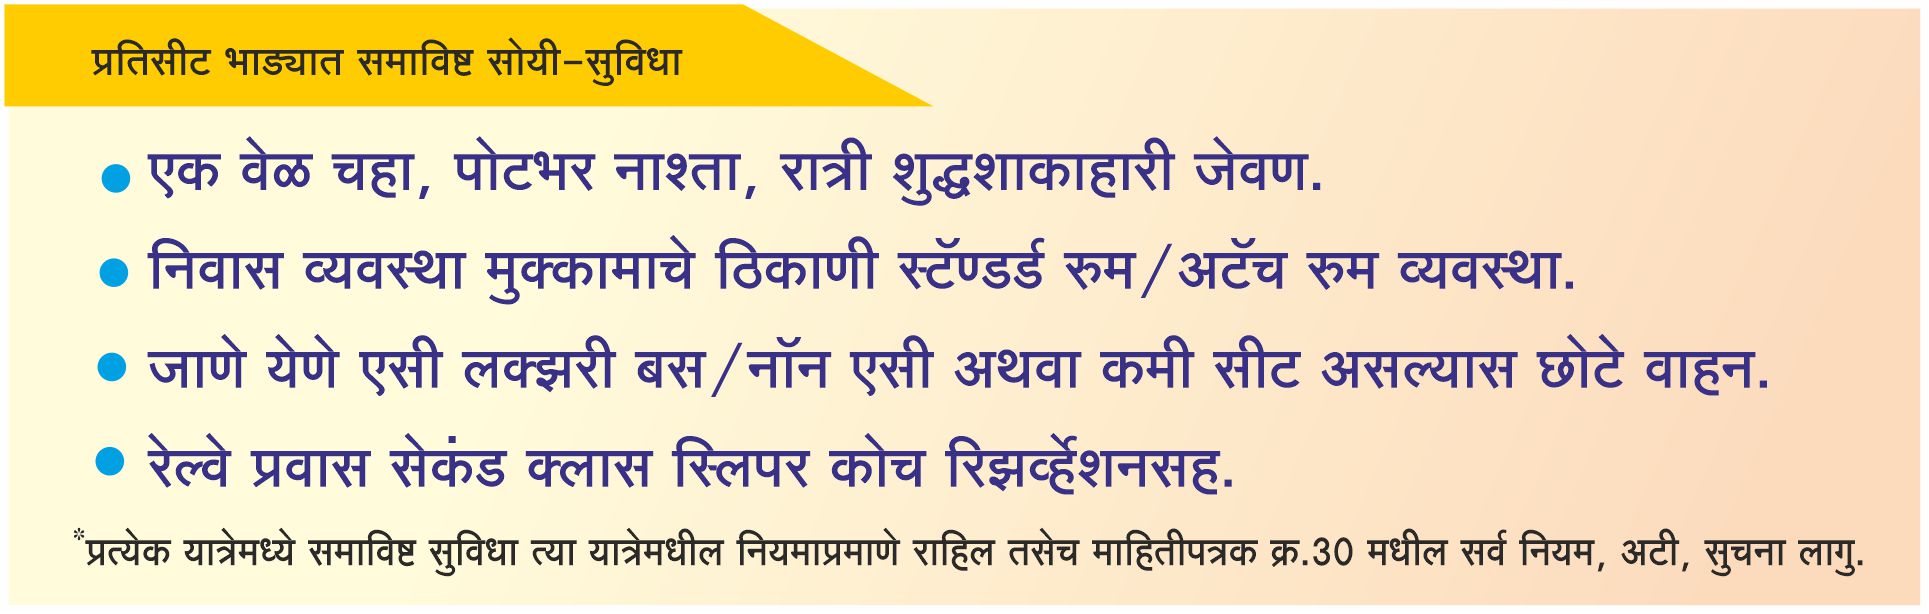 प्रतिसीट भाड्यात समाविष्ट सोयी-सुविधा
एक वेळ चहा, पोटभर नाश्ता, रात्री शुद्धशाकाहारी जेवण.
निवास व्यवस्था मुक्कामाचे ठिकाणी स्टॅण्डर्ड रुम/अटॅच रुम व्यवस्था.
जाणे येणे एसी लक्झरी बस/नॉन एसी अथवा कमी सीट असल्यास छोटे वाहन.
रेल्वे प्रवास सेकंड क्लास स्लिपर कोच रिझर्व्हेशनसह.
*प्रत्येक यात्रेमध्ये समाविष्ट सुविधा त्या यात्रेमधील नियमाप्रमाणे राहिल तसेच माहितीपत्रक क्र.30 मधील सर्व नियम, अटी, सुचना लागु.